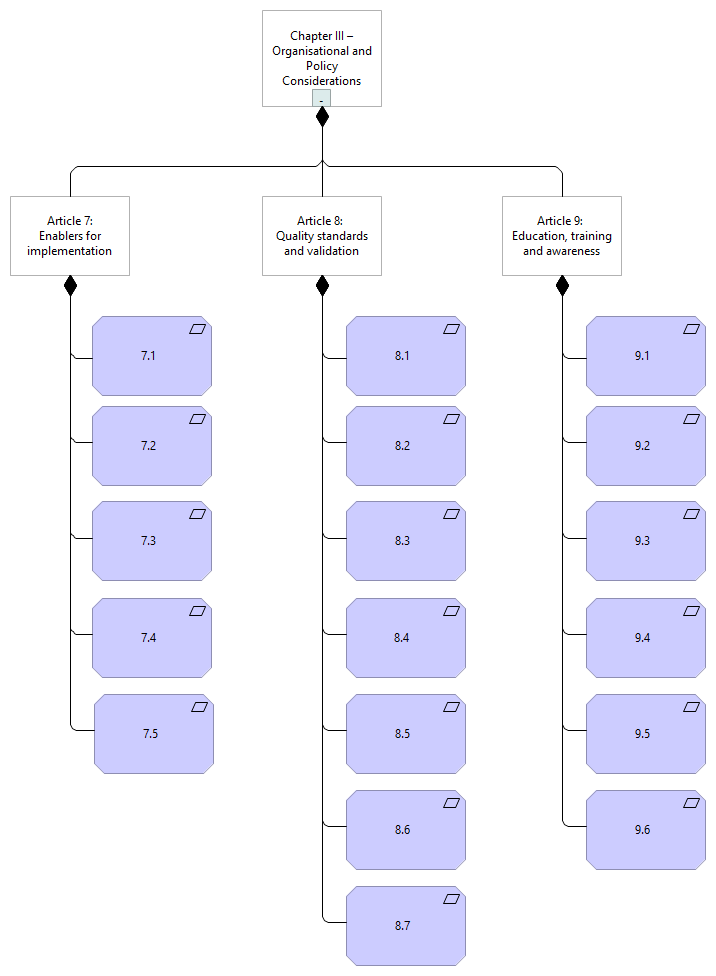 Chapter III –
Organisational and
Policy
Considerations
-
Article 7:
Enablers for
implementation
Article 8:
Quality standards
and validation
Article 9:
Education, training
and awareness
7.1
7.2
7.3
7.4
7.5
8.1
8.2
8.3
8.4
8.5
8.6
8.7
9.1
9.2
9.3
9.4
9.5
9.6